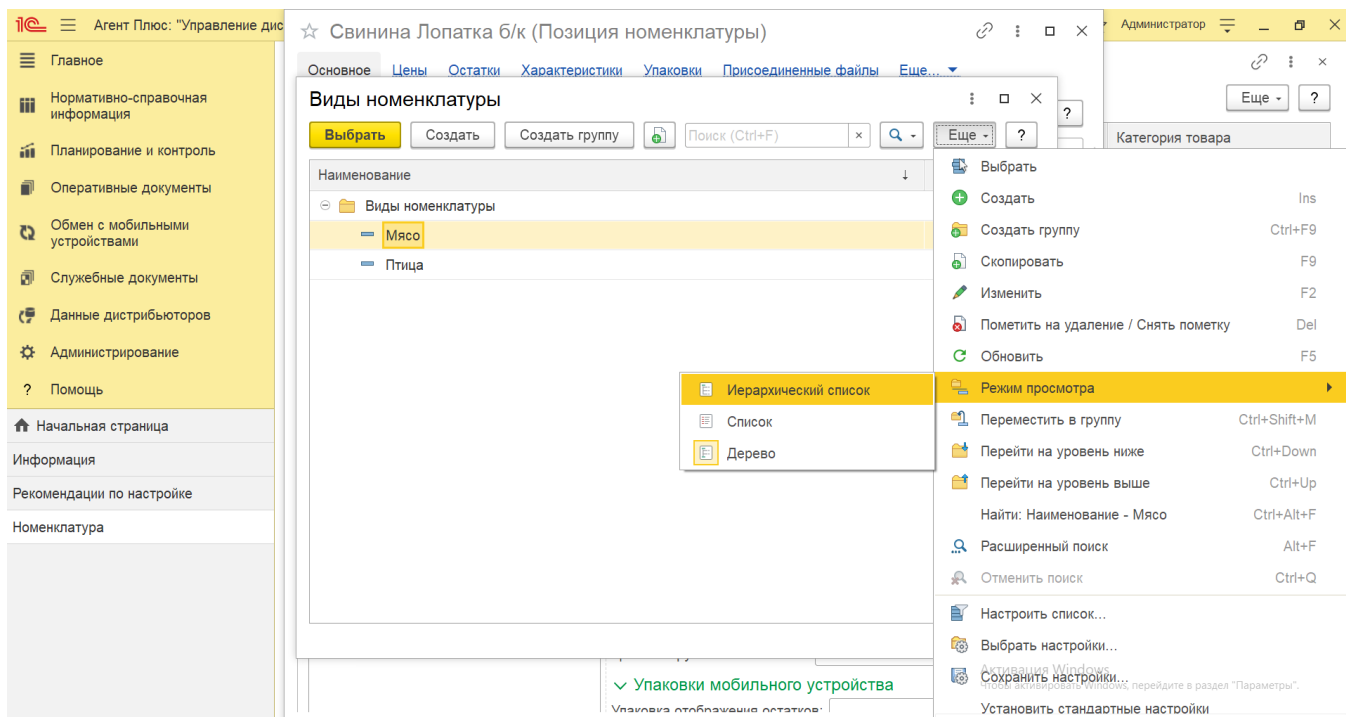 1С Агент Плюс: "Управление дис
Администратор
Главное
Нормативно-справочная
информация
Планирование и контроль
Оперативные документы
Обмен с мобильными
устройствами
Служебные документы
Данные дистрибьюторов
Администрирование
? Помощь
Начальная страница
Информация
Рекомендации по настройке
Номенклатура
Свинина Лопатка б/к (Позиция номенклатуры)
Основное Цены Остатки Характеристики Упаковки Присоединенные файлы Еще...
?
Еще ?
Категория товара
Виды номенклатуры
Выбрать Создать Создать группу Поиск (Ctrl+F) × Еще ?
Наименование ↓
Виды номенклатуры
Мясо
Птица
Выбрать
Создать Ins
Создать группу Ctrl+F9
Скопировать F9
Изменить F2
Пометить на удаление / Снять пометку Del
Обновить F5
Режим просмотра
Иерархический список
Список
Дерево
Переместить в группу Ctrl+Shift+M
Перейти на уровень ниже Ctrl+Down
Перейти на уровень выше Ctrl+Up
Найти: Наименование - Мясо Ctrl+Alt+F
Расширенный поиск Alt+F
Отменить поиск Ctrl+Q
Настроить список...
Выбрать настройки...
Сохранить настройки...
Установить стандартные настройки
Активация Windows
Чтобы активировать Windows, перейдите в раздел "Параметры".
Упаковки мобильного устройства
Упаковка отображения остатков: